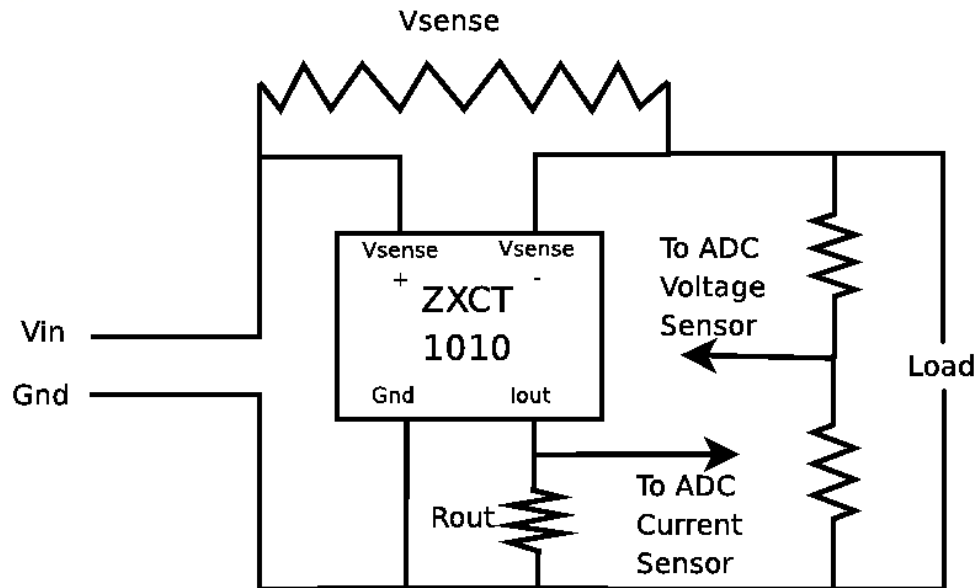 Vsense
Vsense
Vsense
+
-
ZXCT
1010
Gnd
Iout
Vin
Gnd
To ADC
Voltage
Sensor
Load
Rout
To ADC
Current
Sensor